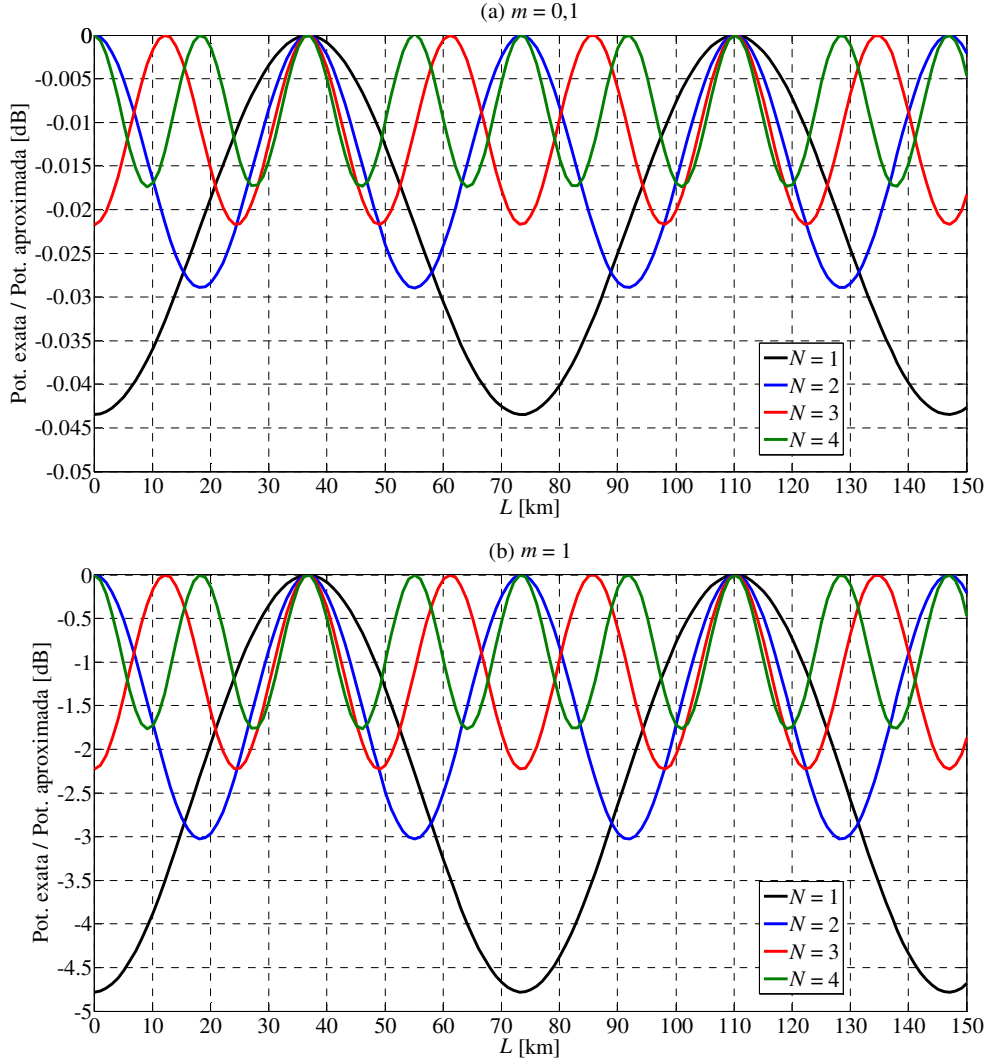 (a) m = 0,1
0
-0.005
-0.01
-0.015
-0.02
-0.025
-0.03
-0.035
-0.04
-0.045
-0.05
Pot. exata / Pot. aproximada [dB]
N = 1
N = 2
N = 3
N = 4
0 10 20 30 40 50 60 70 80 90 100 110 120 130 140 150
L [km]
(b) m = 1
0
-0.5
-1
-1.5
-2
-2.5
-3
-3.5
-4
-4.5
-5
Pot. exata / Pot. aproximada [dB]
N = 1
N = 2
N = 3
N = 4
0 10 20 30 40 50 60 70 80 90 100 110 120 130 140 150
L [km]